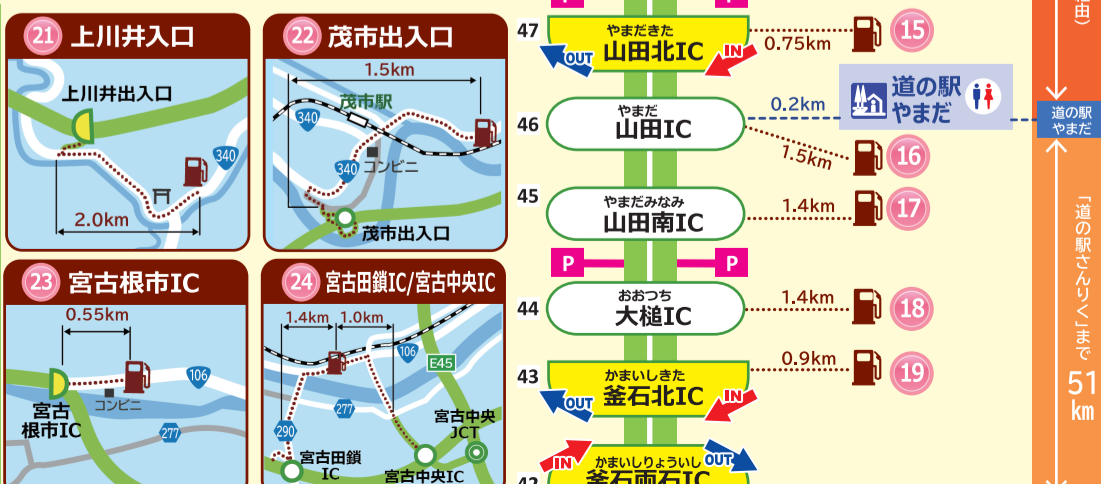 21 上川井入口
上川井出入口
340
2.0km
22 茂市出入口
1.5km
茂市駅
340
340
コンビニ
茂市出入口
23 宮古根市IC
0.55km
106
コンビニ
宮古
根市IC
277
24 宮古田鎖IC/宮古中央IC
1.4km 1.0km
106
E45
277
宮古中央
JCT
290
宮古田鎖
IC
宮古中央IC
P P
47
やまだきた
山田北IC
OUT
IN
0.75km
15
46
やまだ
山田IC
0.2km
道の駅
やまだ
1.5km
16
45
やまだみなみ
山田南IC
1.4km
17
P P
44
おおつち
大槌IC
1.4km
18
43
かまいしきた
釜石北IC
OUT
IN
0.9km
19
42
かまいしりょういし
釜石両石IC
IN
OUT
由）
道の駅
やまだ
「道の駅さんりく」まで
51
km